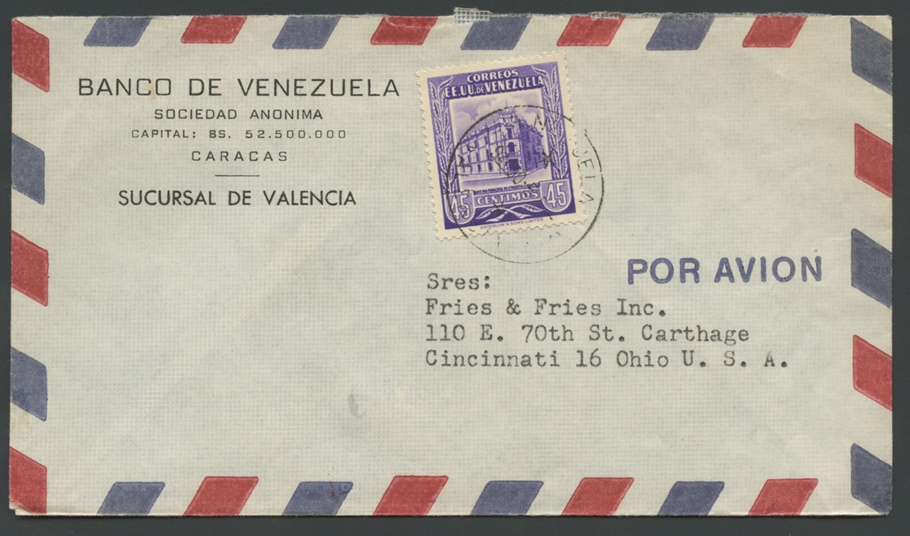 BANCO DE VENEZUELA
SOCIEDAD ANONIMA
CAPITAL: BS. 52.500.000
CARACAS
SUCURSAL DE VALENCIA
CORREOS
EE.UU.DE VENEZUELA
45 CENTIMOS 45
POR AVION
Sres:
Fries & Fries Inc.
110 E. 70th St. Carthage
Cincinnati 16 Ohio U. S. A.